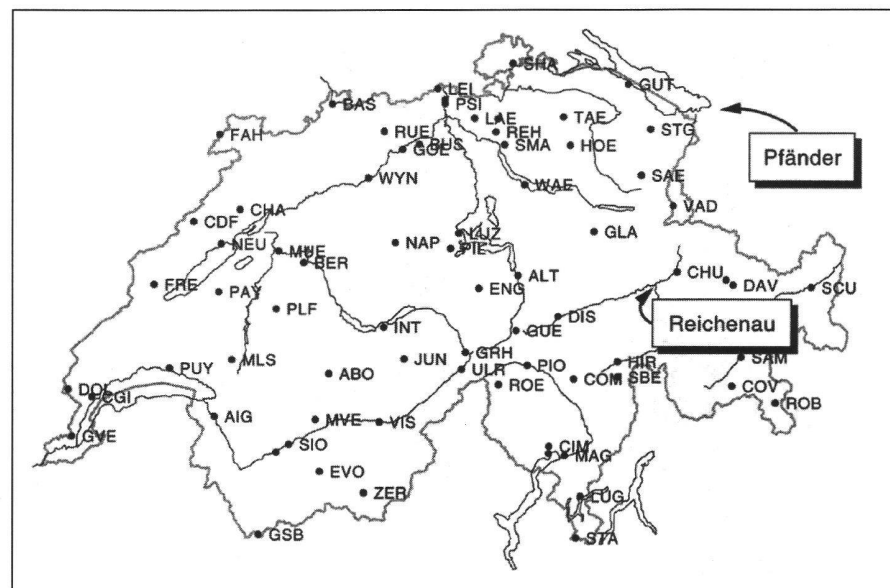 SHA
GUT
LEI
BAS
PSI
LAE
TAE
FAH
RUE
REH
STG
BUS
GOE
SMA
HOE
Pfänder
SAE
WYN
WAE
VAD
CHA
CDF
LUZ
GLA
NEU
NAP
PIL
MUE
BER
ALT
CHU
FRE
PAY
ENG
DAV
SCU
PLF
DIS
INT
GUE
Reichenau
GRH
MLS
JUN
PIO
HIR
SAM
PUY
ABO
ULR
ROE
COM
SBE
COV
DOL
CGI
ROB
AIG
MVE
VIS
GVE
SIO
CIM
MAG
EVO
ZER
LUG
GSB
STA